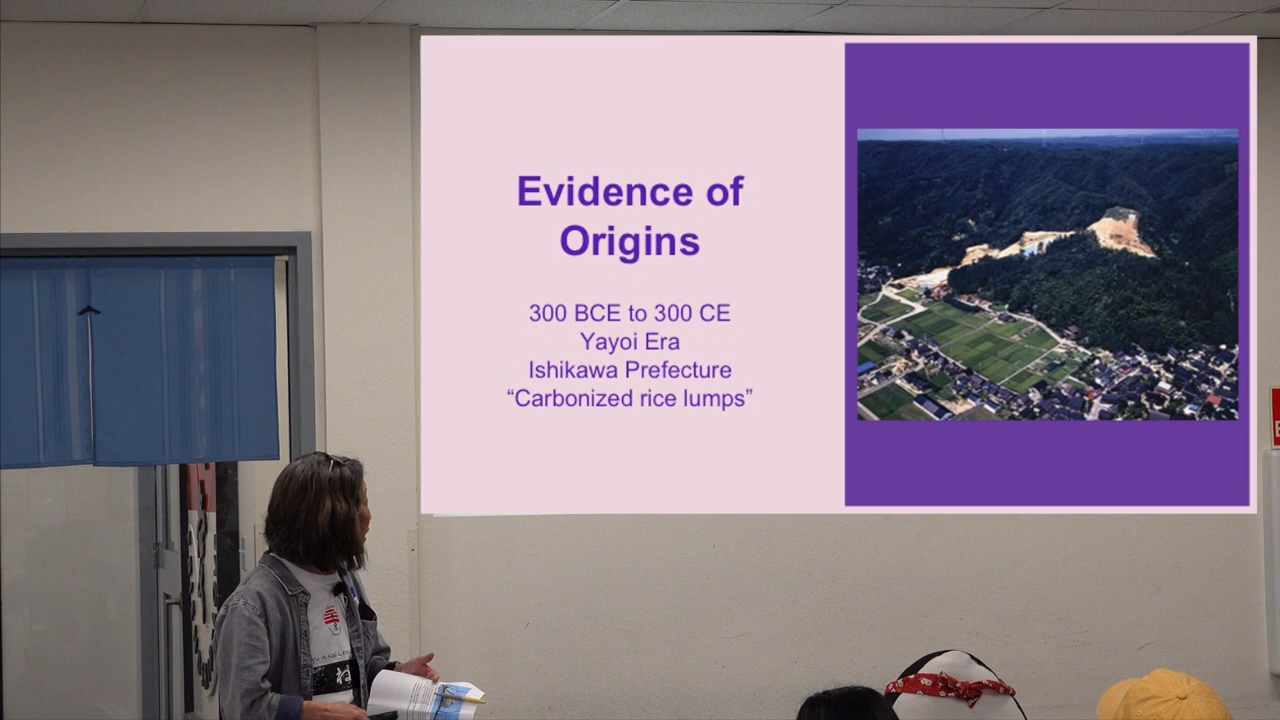 Evidence of
Origins
300 BCE to 300 CE
Yayoi Era
Ishikawa Prefecture
“Carbonized rice lumps”